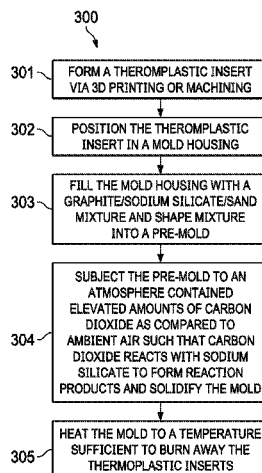 300
301
FORM A THEROMPLASTIC INSERT
VIA 3D PRINTING OR MACHINING
302
POSITION THE THEROMPLASTIC
INSERT IN A MOLD HOUSING
303
FILL THE MOLD HOUSING WITH A
GRAPHITE/SODIUM SILICATE/SAND
MIXTURE AND SHAPE MIXTURE
INTO A PRE-MOLD
304
SUBJECT THE PRE-MOLD TO AN
ATMOSPHERE CONTAINED
ELEVATED AMOUNTS OF CARBON
DIOXIDE AS COMPARED TO
AMBIENT AIR SUCH THAT CARBON
DIOXIDE REACTS WITH SODIUM
SILICATE TO FORM REACTION
PRODUCTS AND SOLIDIFY THE MOLD
305
HEAT THE MOLD TO A TEMPERATURE
SUFFICIENT TO BURN AWAY THE
THERMOPLASTIC INSERTS